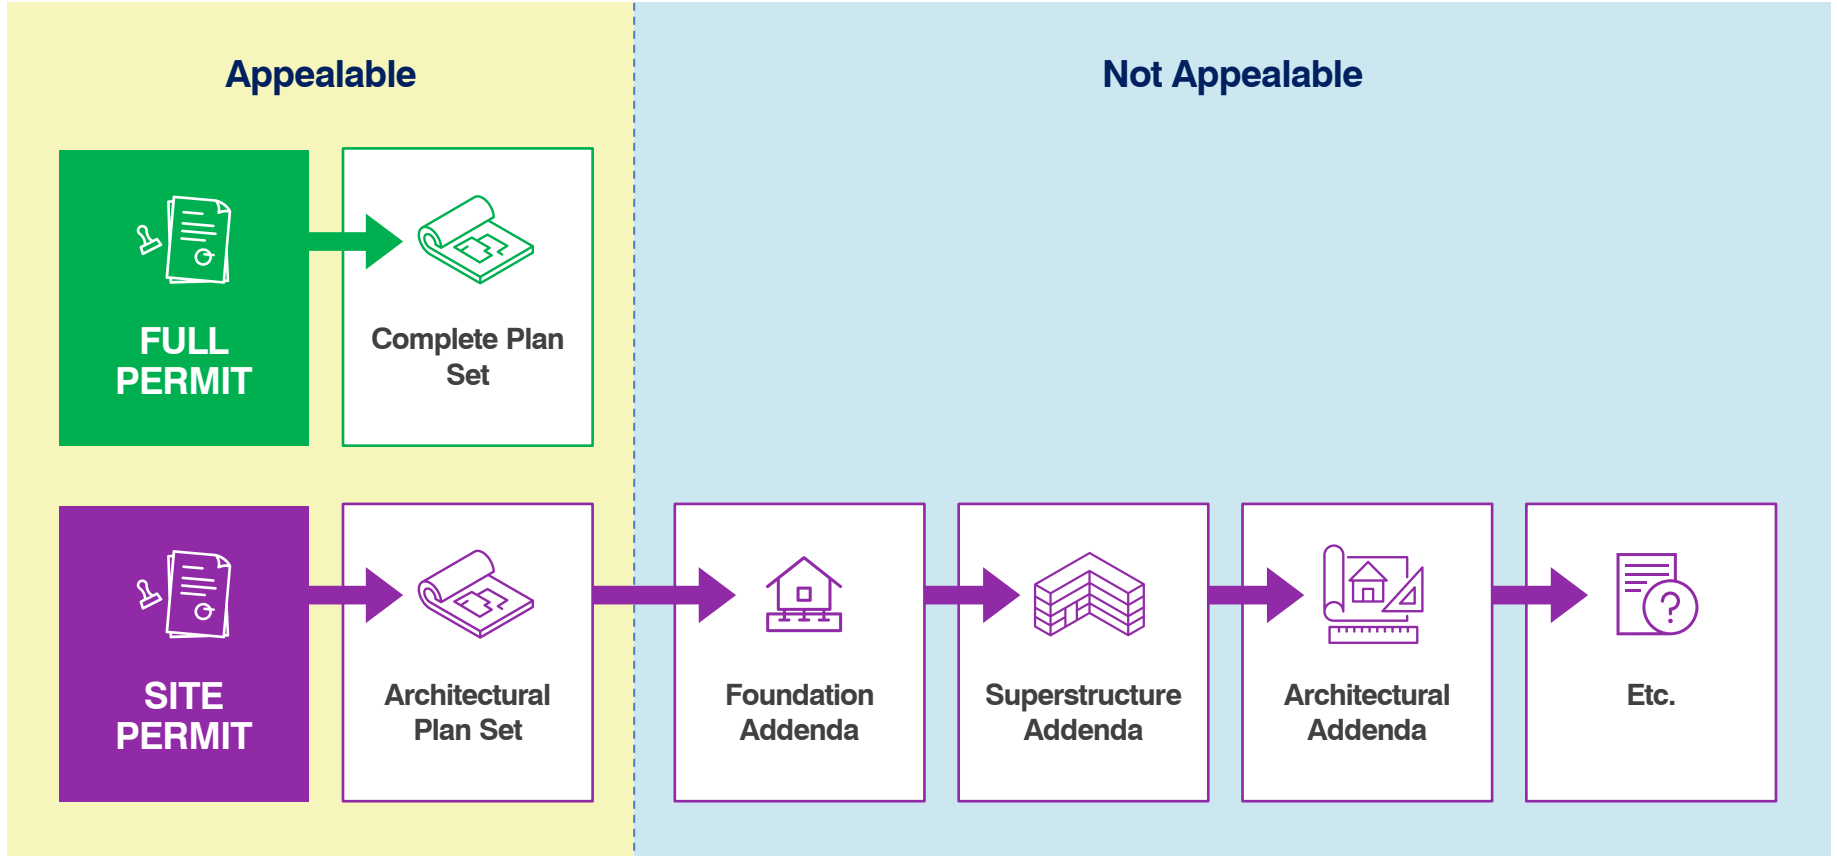 Appealable
Not Appealable
FULL
PERMIT
Complete Plan
Set
SITE
PERMIT
Architectural
Plan Set
Foundation
Addenda
Superstructure
Addenda
Architectural
Addenda
?
Etc.